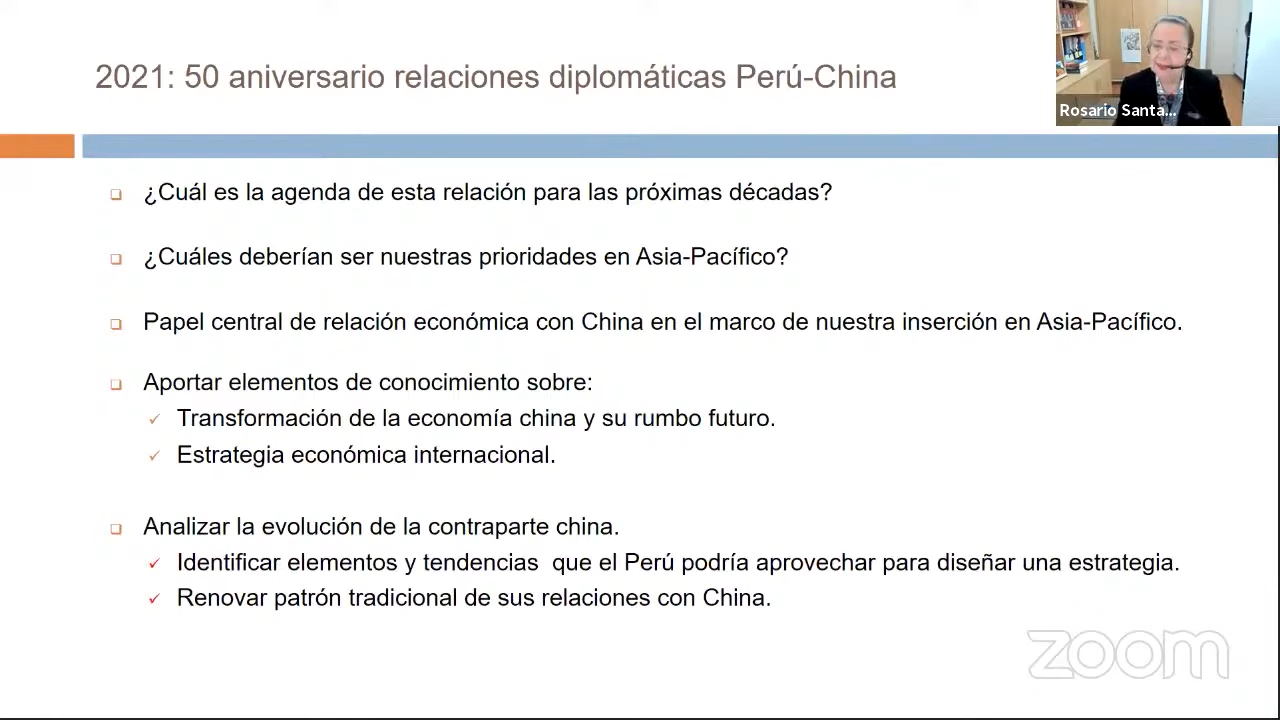 2021: 50 aniversario relaciones diplomáticas Perú-China
Rosario Santa...
¿Cuál es la agenda de esta relación para las próximas décadas?
¿Cuáles deberían ser nuestras prioridades en Asia-Pacífico?
Papel central de relación económica con China en el marco de nuestra inserción en Asia-Pacífico.
Aportar elementos de conocimiento sobre:
Transformación de la economía china y su rumbo futuro.
Estrategia económica internacional.
Analizar la evolución de la contraparte china.
Identificar elementos y tendencias  que el Perú podría aprovechar para diseñar una estrategia.
Renovar patrón tradicional de sus relaciones con China.
zoom